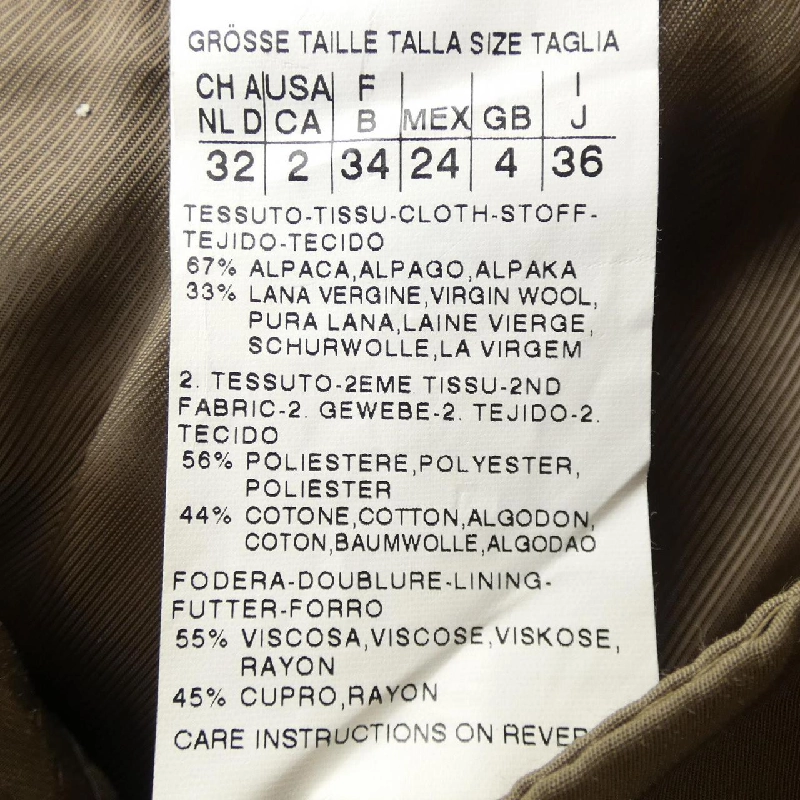 GRÖSSE TAILLE TALLA SIZE TAGLIA
CH A USA F I
NL D CA B MEX GB J
32 2 34 24 4 36
TESSUTO-TISSU-CLOTH-STOFF-
TEJIDO-TECIDO
67% ALPACA,ALPAGO,ALPAKA
33% LANA VERGINE,VIRGIN WOOL,
PURA LANA,LAINE VIERGE,
SCHURWOLLE,LA VIRGEM
2. TESSUTO-2EME TISSU-2ND
FABRIC-2. GEWEBE-2. TEJIDO-2.
TECIDO
56% POLIESTERE,POLYESTER,
POLIESTER
44% COTONE,COTTON,ALGODON,
COTON,BAUMWOLLE,ALGODAO
FODERA-DOUBLURE-LINING-
FUTTER-FORRO
55% VISCOSA,VISCOSE,VISKOSE,
RAYON
45% CUPRO,RAYON
CARE INSTRUCTIONS ON